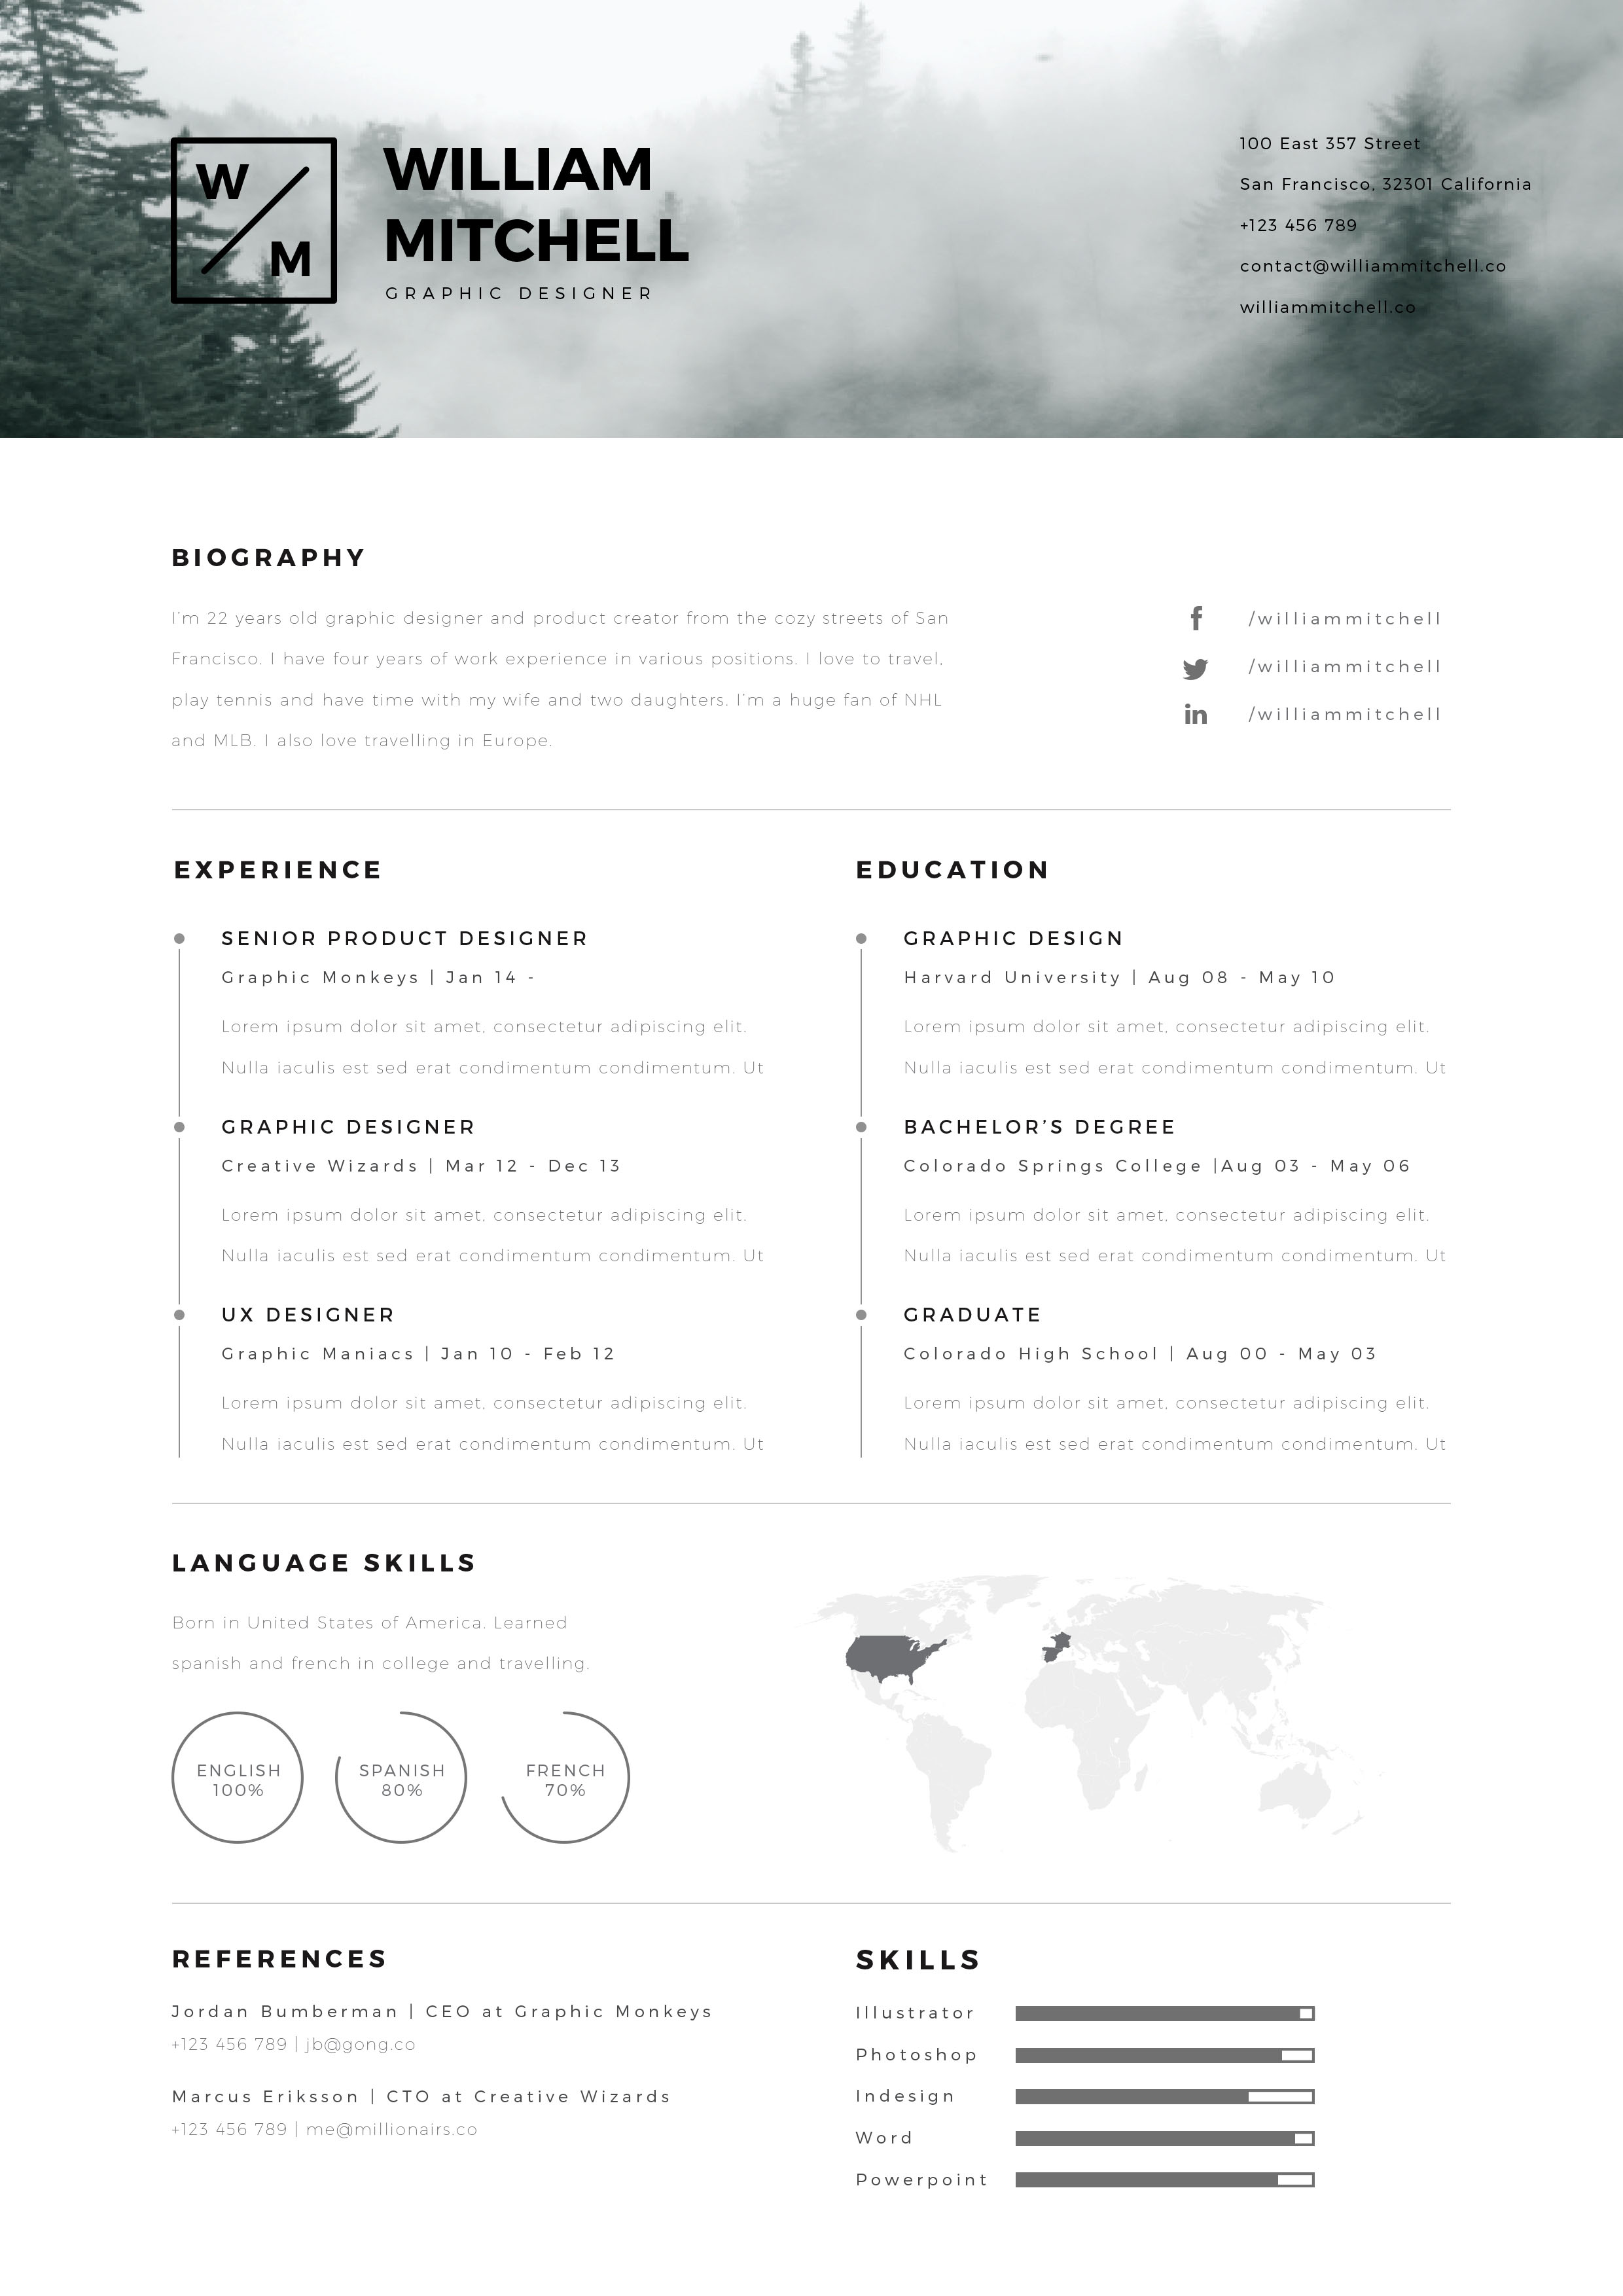 W
M
WILLIAM
MITCHELL
GRAPHIC DESIGNER
100 East 357 Street
San Francisco, 32301 California
+123 456 789
contact@williammitchell.co
williammitchell.co
BIOGRAPHY
I'm 22 years old graphic designer and product creator from the cozy streets of San
Francisco. I have four years of work experience in various positions. I love to travel,
play tennis and have time with my wife and two daughters. I'm a huge fan of NHL
and MLB. I also love travelling in Europe.
/williammitchell
/williammitchell
/williammitchell
EXPERIENCE
SENIOR PRODUCT DESIGNER
Graphic Monkeys | Jan 14 -
Lorem ipsum dolor sit amet, consectetur adipiscing elit.
Nulla iaculis est sed erat condimentum condimentum. Ut
GRAPHIC DESIGNER
Creative Wizards | Mar 12 - Dec 13
Lorem ipsum dolor sit amet, consectetur adipiscing elit.
Nulla iaculis est sed erat condimentum condimentum. Ut
UX DESIGNER
Graphic Maniacs | Jan 10 - Feb 12
Lorem ipsum dolor sit amet, consectetur adipiscing elit.
Nulla iaculis est sed erat condimentum condimentum. Ut
EDUCATION
GRAPHIC DESIGN
Harvard University | Aug 08 - May 10
Lorem ipsum dolor sit amet, consectetur adipiscing elit.
Nulla iaculis est sed erat condimentum condimentum. Ut
BACHELOR'S DEGREE
Colorado Springs College |Aug 03 - May 06
Lorem ipsum dolor sit amet, consectetur adipiscing elit.
Nulla iaculis est sed erat condimentum condimentum. Ut
GRADUATE
Colorado High School | Aug 00 - May 03
Lorem ipsum dolor sit amet, consectetur adipiscing elit.
Nulla iaculis est sed erat condimentum condimentum. Ut
LANGUAGE SKILLS
Born in United States of America. Learned
spanish and french in college and travelling.
ENGLISH
100%
SPANISH
80%
FRENCH
70%
REFERENCES
Jordan Bumberman | CEO at Graphic Monkeys
+123 456 789 | jb@gong.co
Marcus Eriksson | CTO at Creative Wizards
+123 456 789 | me@millionairs.co
SKILLS
Illustrator
Photoshop
Indesign
Word
Powerpoint